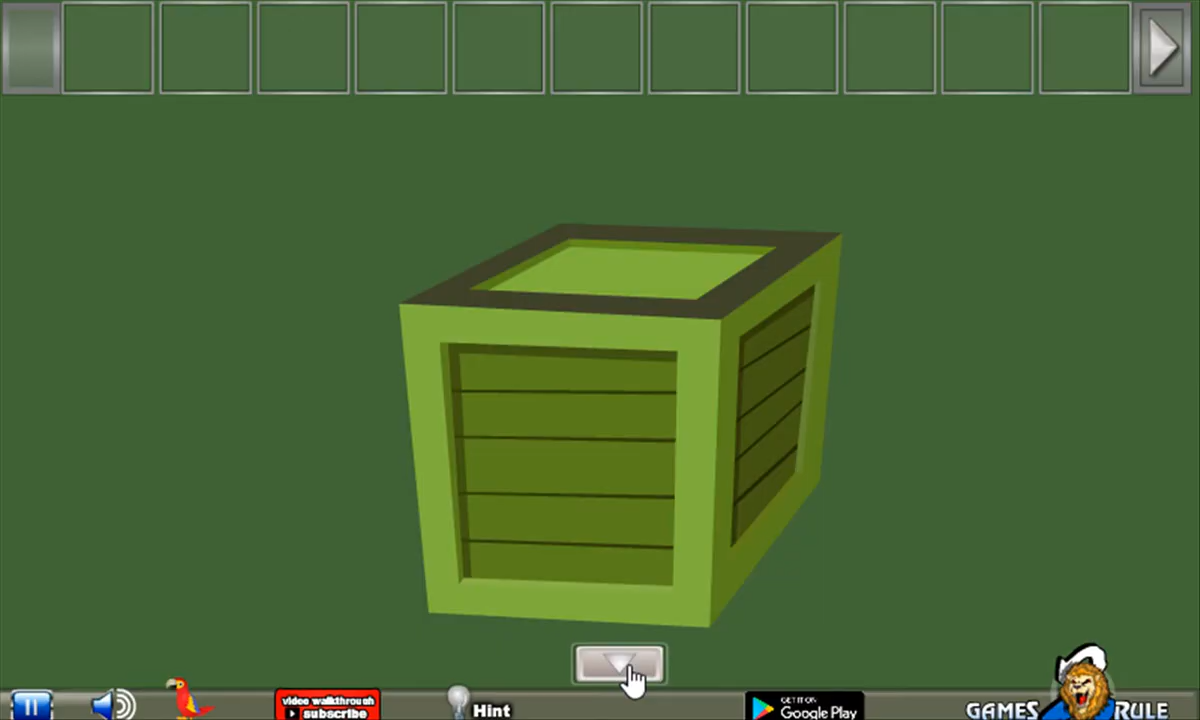 video walkthrough
subscribe
Hint
GET IT ON
Google Play
GAMES RULE